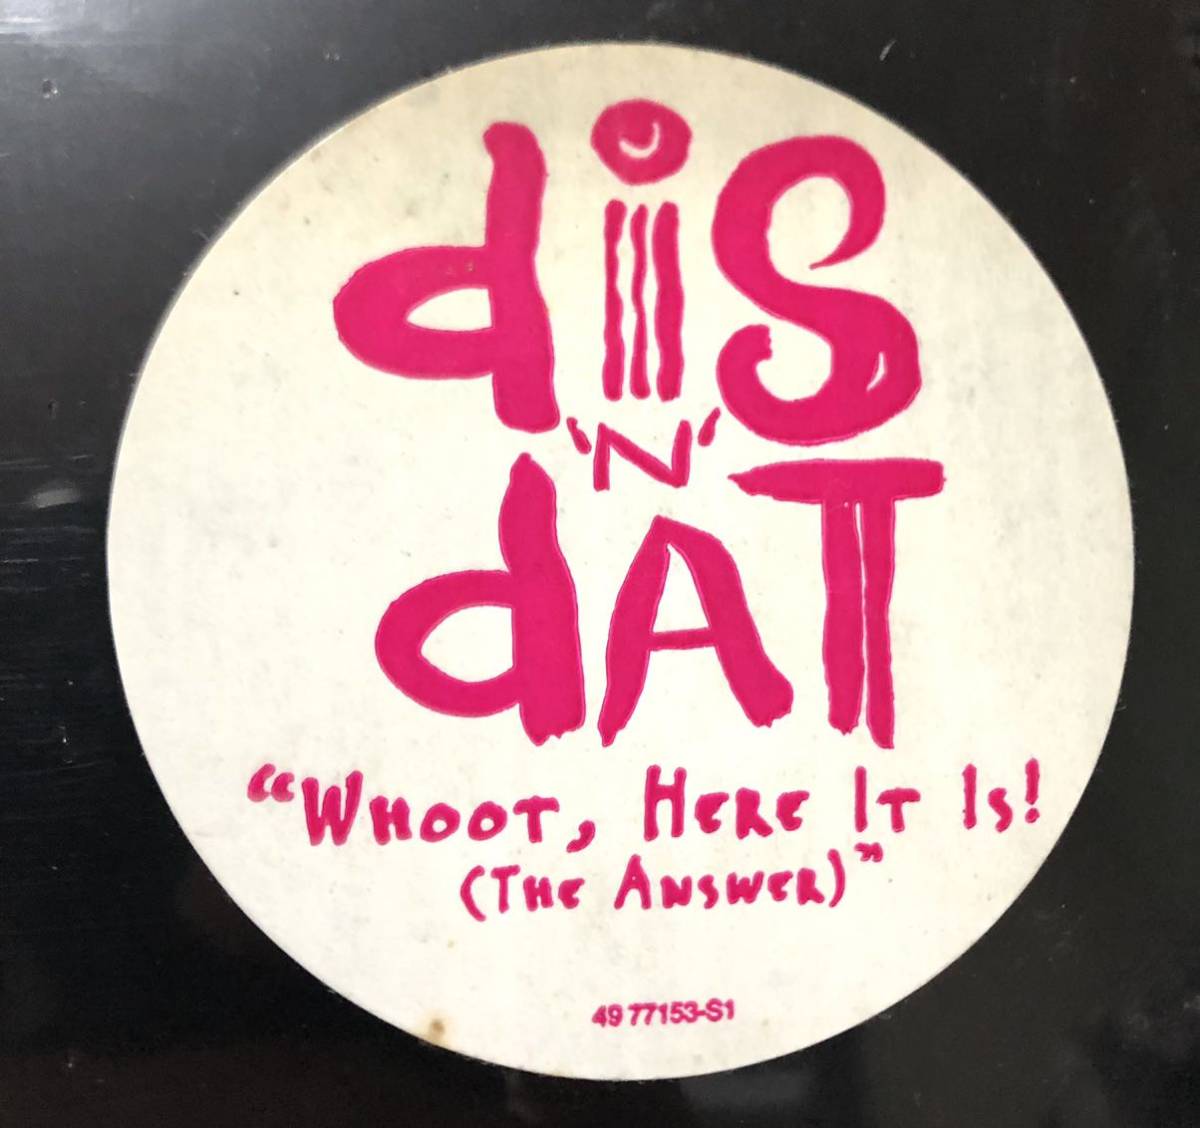 diS
'N'
dAT
“WHOOT, HERE IT IS!
(THE ANSWER)”
49 77153-S1